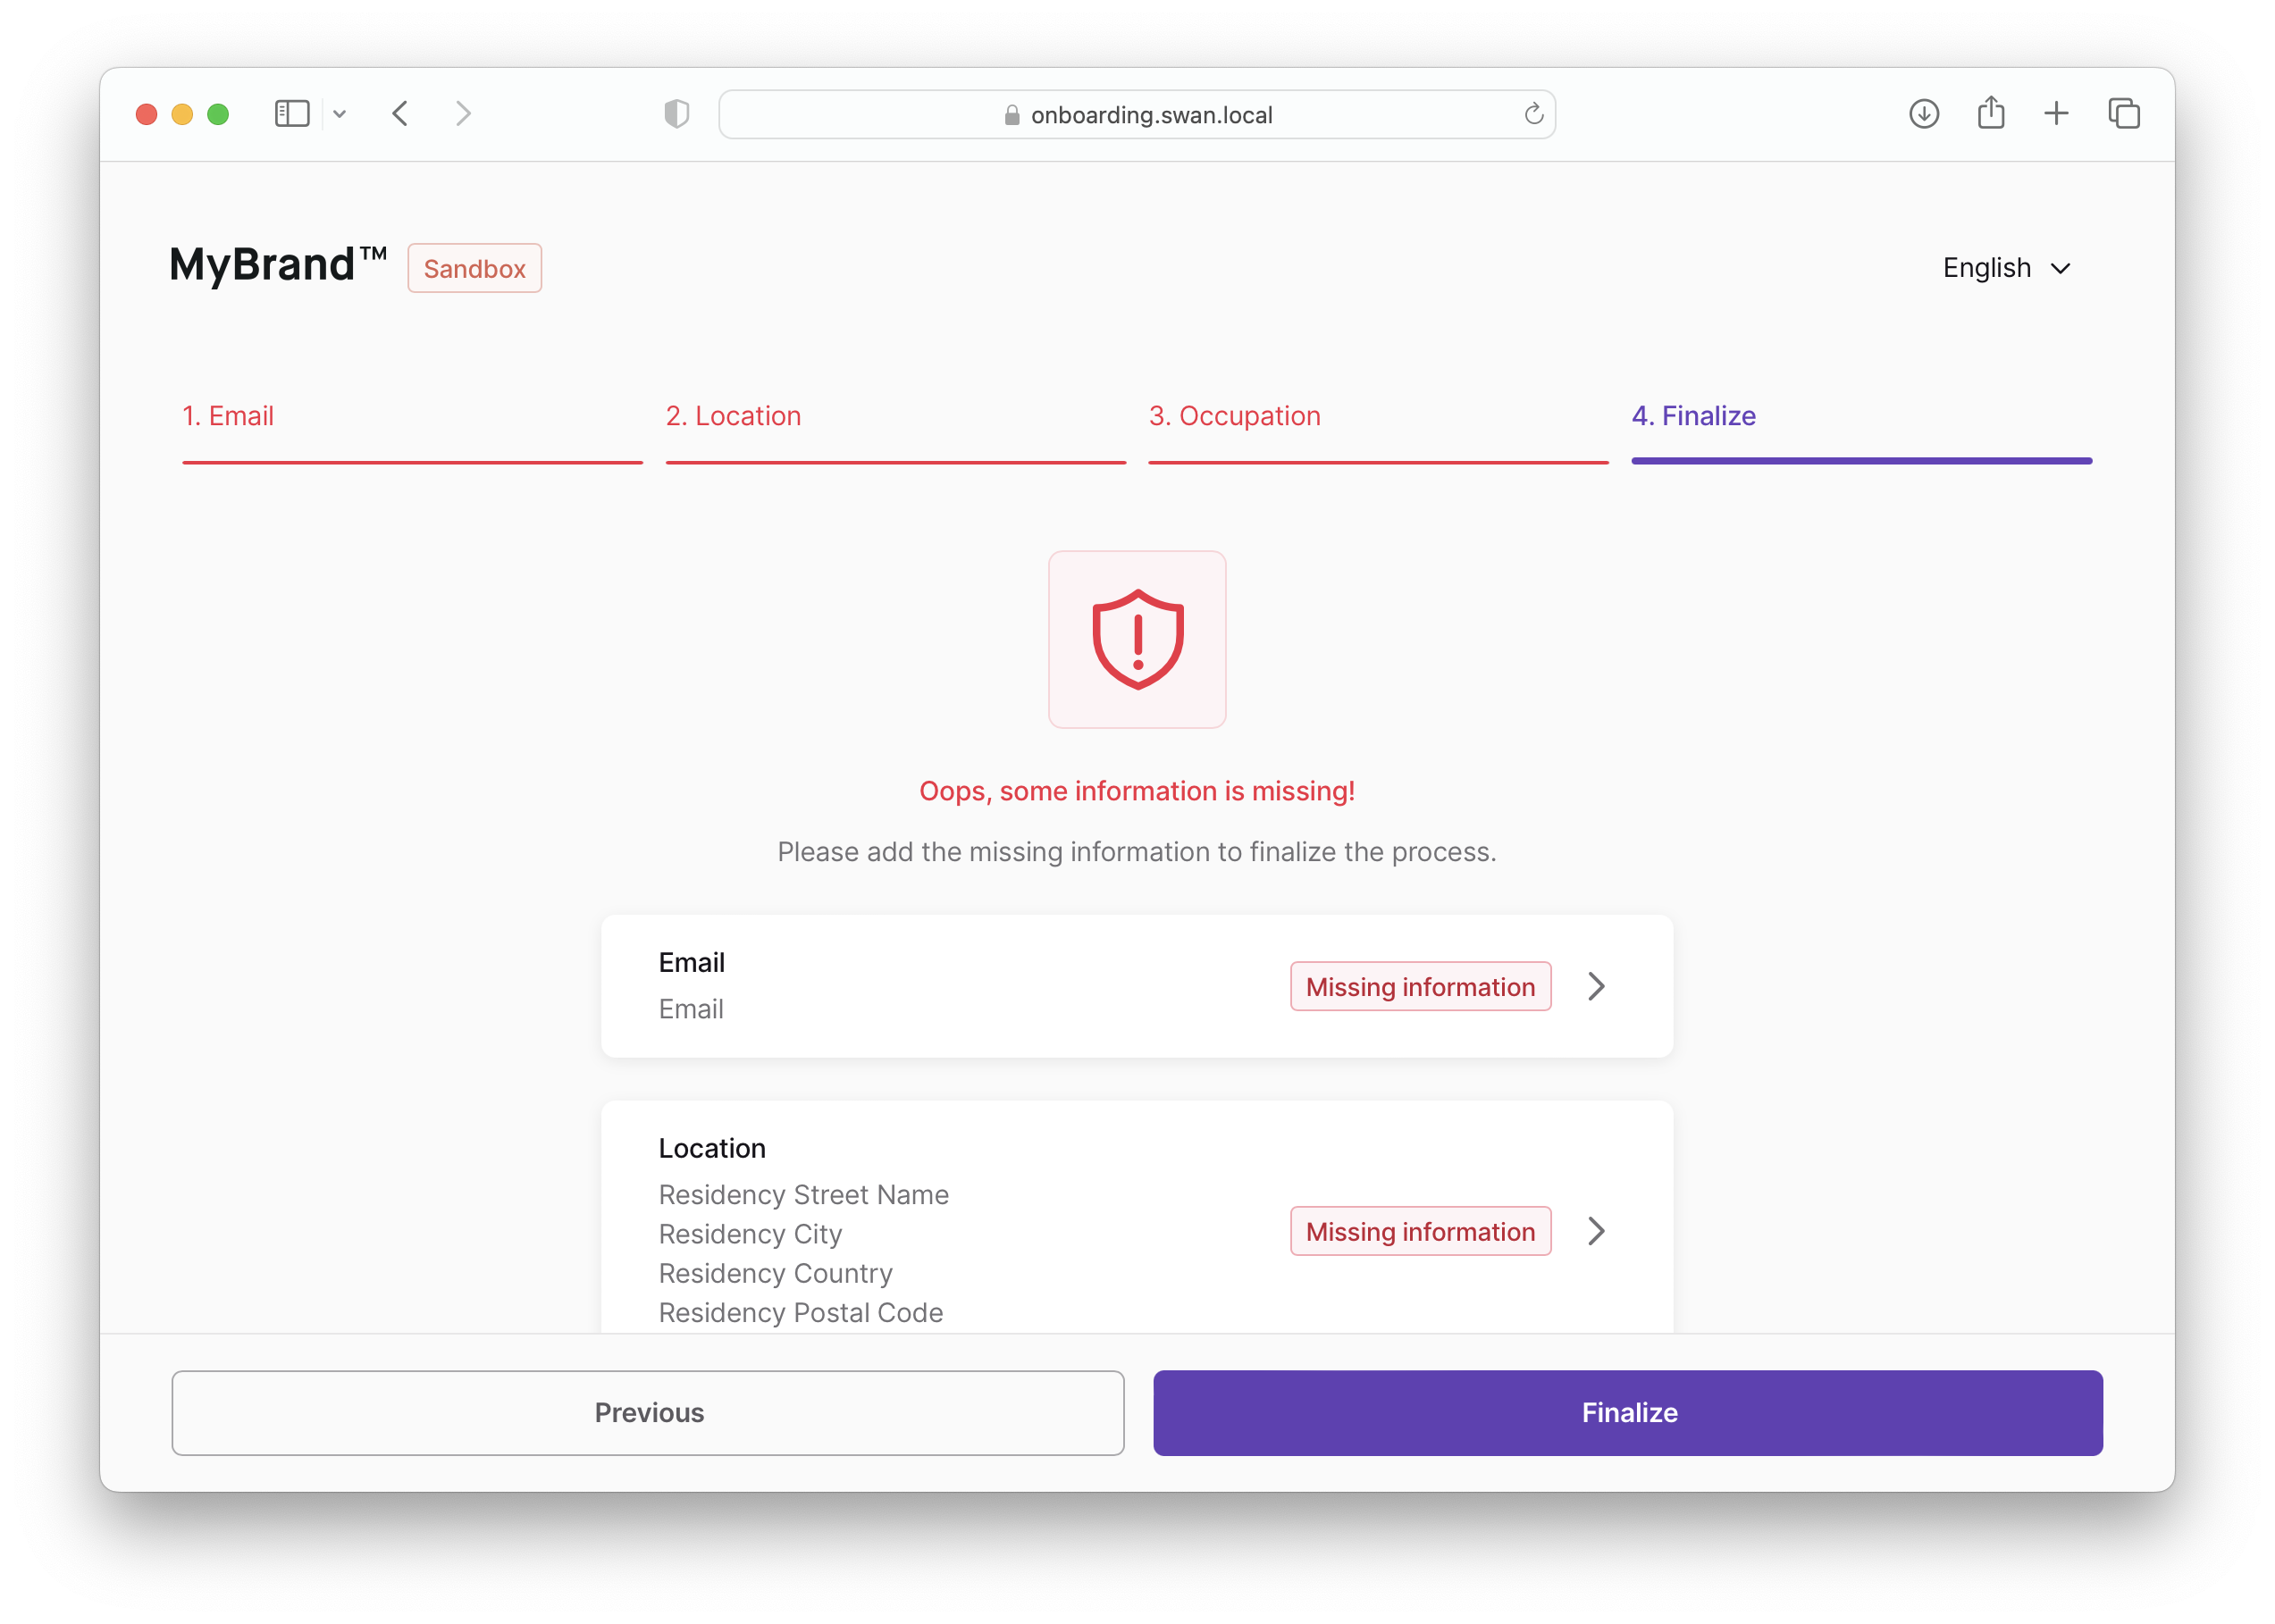 onboarding.swan.local
MyBrand™ Sandbox
English
1. Email
2. Location
3. Occupation
4. Finalize
Oops, some information is missing!
Please add the missing information to finalize the process.
Email
Email
Missing information
Location
Residency Street Name
Residency City
Residency Country
Residency Postal Code
Missing information
Previous
Finalize